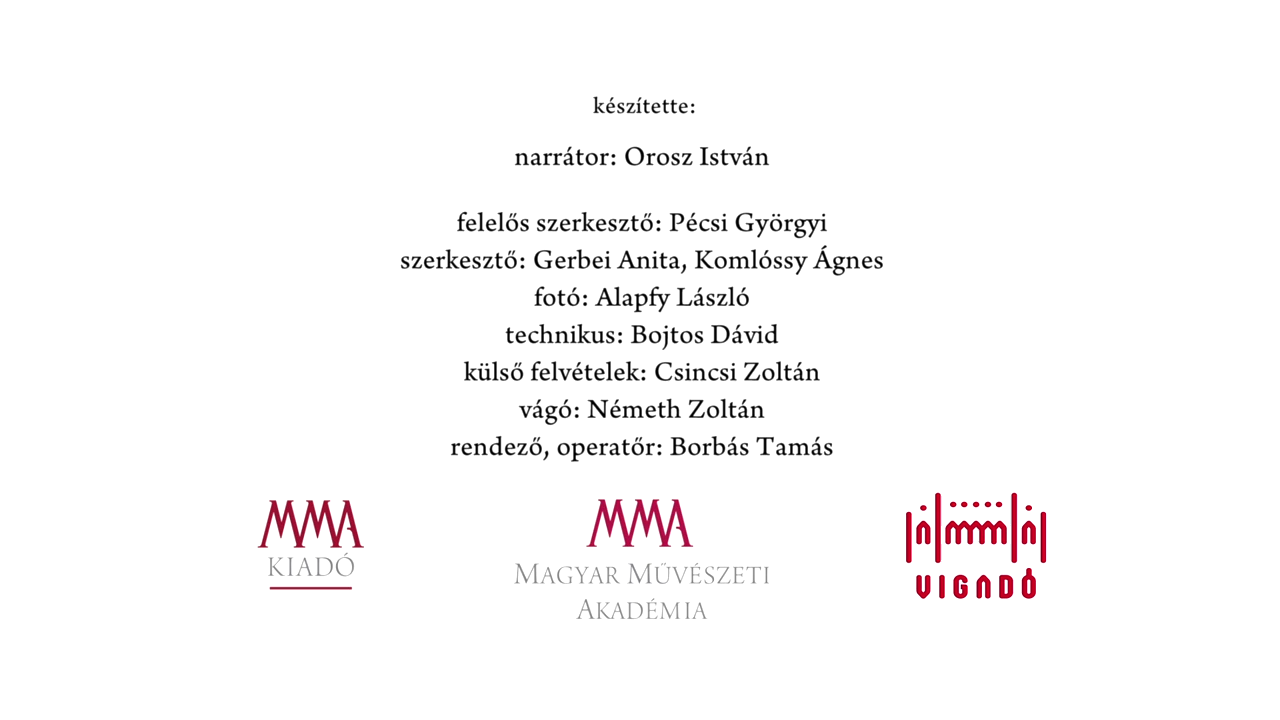 készítette:
narrátor: Orosz István
felelős szerkesztő: Pécsi Györgyi
szerkesztő: Gerbei Anita, Komlóssy Ágnes
fotó: Alapfy László
technikus: Bojtos Dávid
külső felvételek: Csincsi Zoltán
vágó: Németh Zoltán
rendező, operatőr: Borbás Tamás
MMA
KIADÓ
MMA
MAGYAR MŰVÉSZETI
AKADÉMIA
VIGADÓ